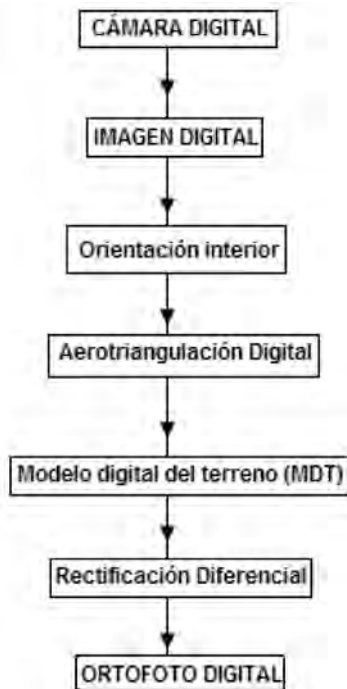 CÁMARA DIGITAL
IMAGEN DIGITAL
Orientación interior
Aerotriangulación Digital
Modelo digital del terreno (MDT)
Rectificación Diferencial
ORTOFOTO DIGITAL